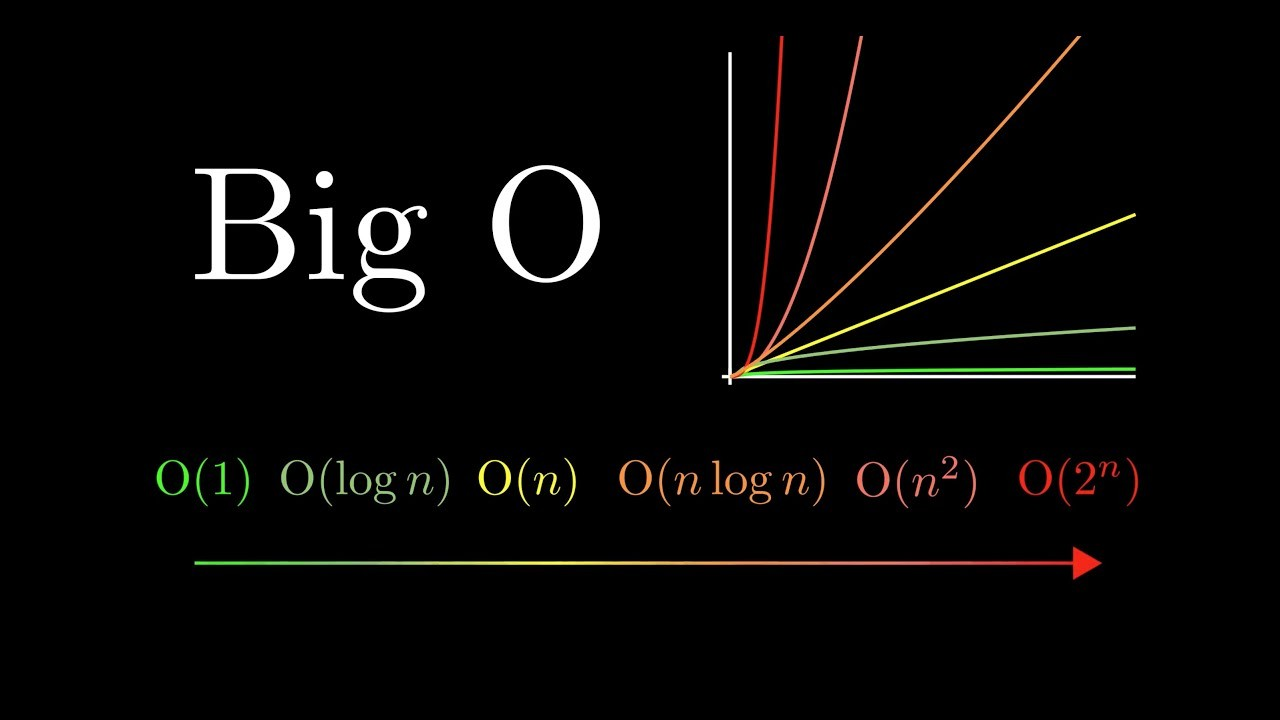 Big O
O(1) O(log n) O(n) O(n log n) O(n²) O(2ⁿ)